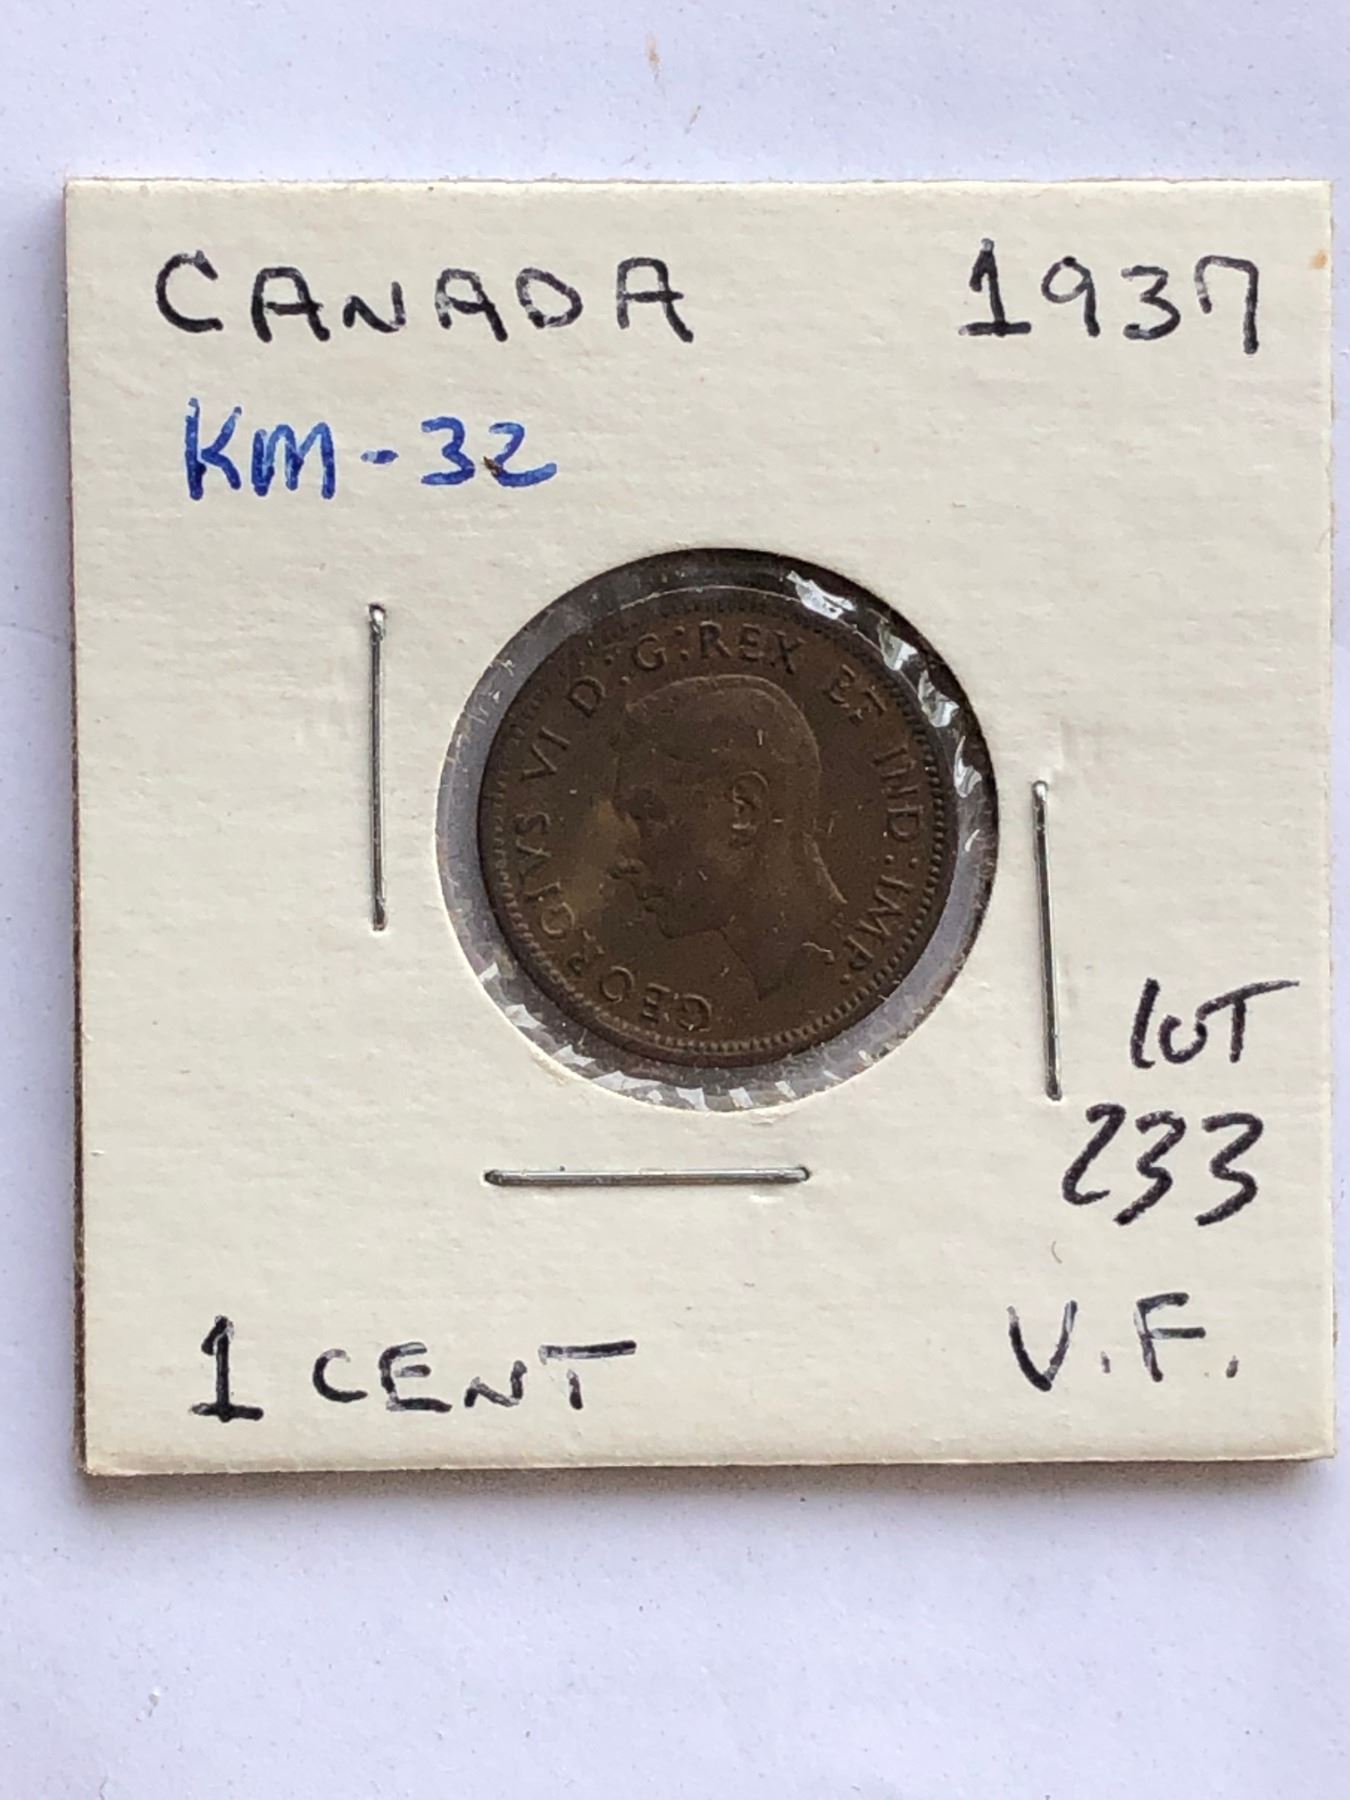 CANADA 1937
KM-32
GEORGIVS VI D:G:REX ET IND:IMP.
LOT
233
1 CENT V.F.